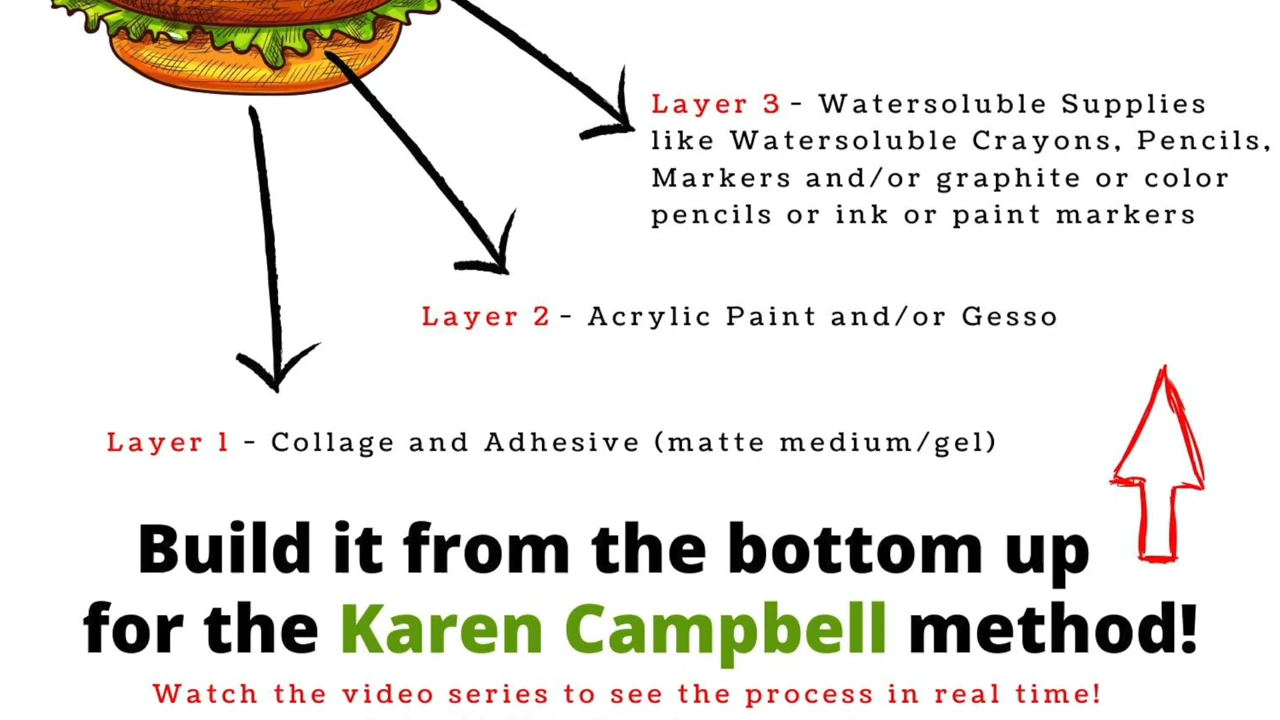 Layer 3 - Watersoluble Supplies
like Watersoluble Crayons, Pencils,
Markers and/or graphite or color
pencils or ink or paint markers
Layer 2 - Acrylic Paint and/or Gesso
Layer 1 - Collage and Adhesive (matte medium/gel)
Build it from the bottom up
for the Karen Campbell method!
Watch the video series to see the process in real time!